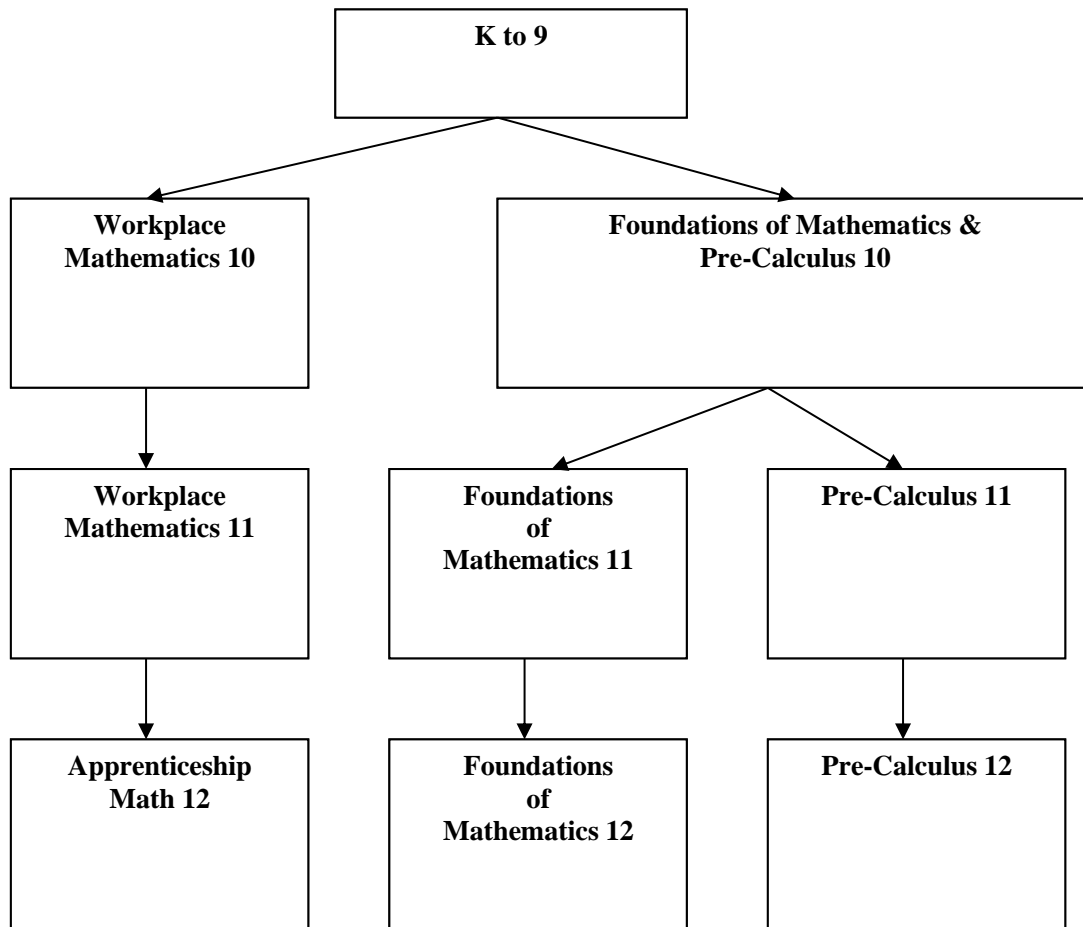 K to 9
Workplace
Mathematics 10
Foundations of Mathematics &
Pre-Calculus 10
Workplace
Mathematics 11
Foundations
of
Mathematics 11
Pre-Calculus 11
Apprenticeship
Math 12
Foundations
of
Mathematics 12
Pre-Calculus 12